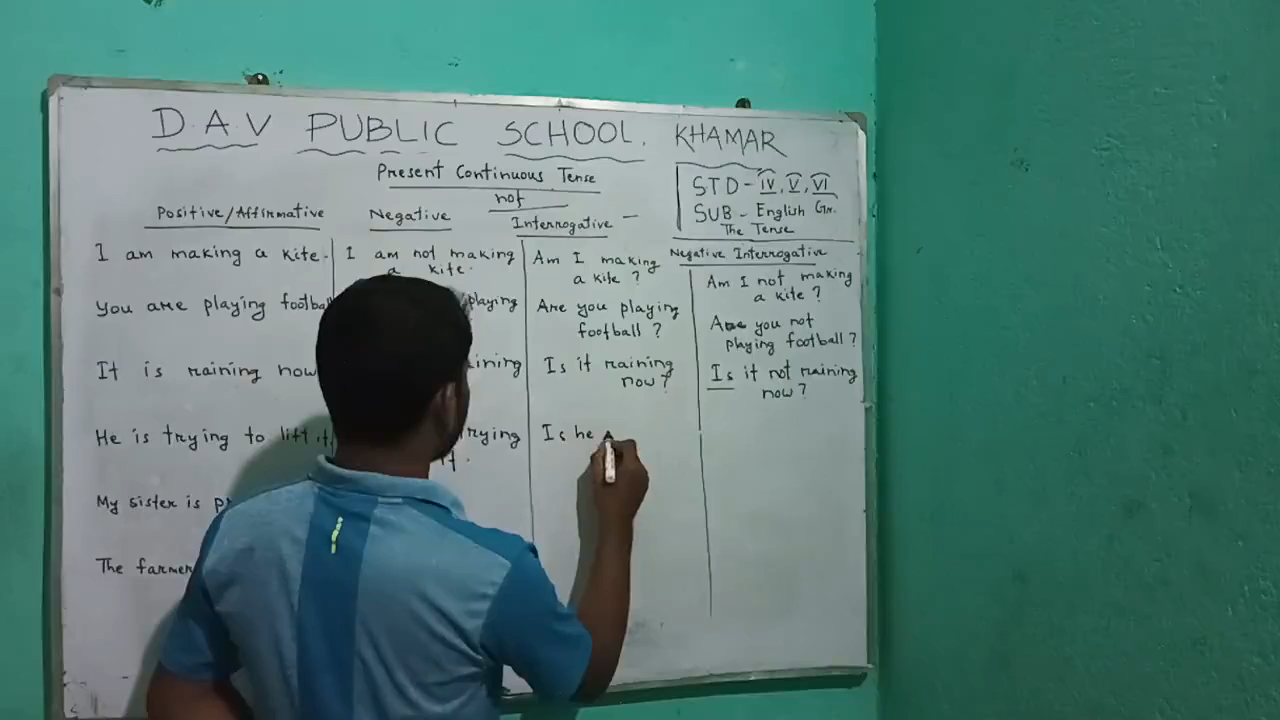 D.A.V PUBLIC SCHOOL. KHAMAR
Present Continuous Tense
not
STD - IV, V, VI
SUB - English Gr.
The Tense
Positive/Affirmative
I am making a kite.
You are playing
It is raining now
He is trying to lift it
My sister is
The farmer
Negative
I am not making
a kite.
playing
Interrogative
Am I making
a kite ?
Are you playing
football ?
Is it raining
now ?
Is he
Negative Interrogative
Am I not making
a kite ?
Are you not
playing football ?
Is it not raining
now ?